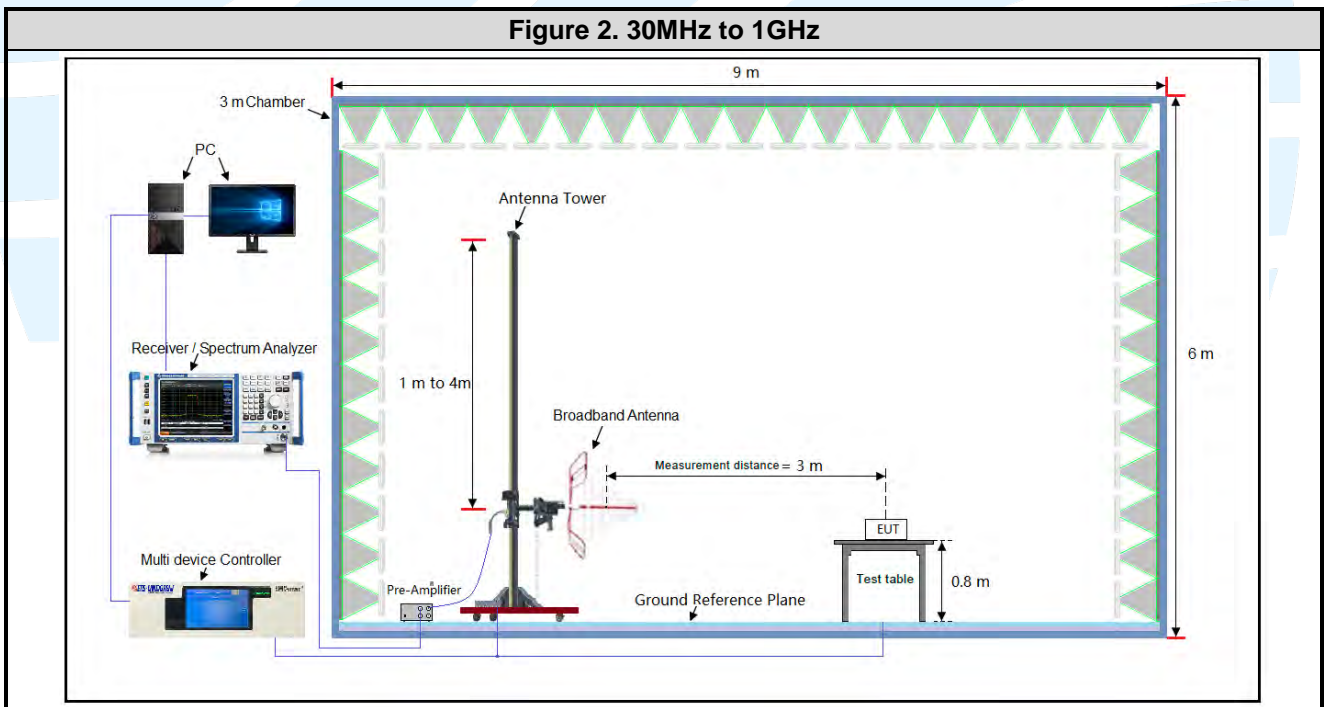 Figure 2. 30MHz to 1GHz
9 m
3 m Chamber
PC
Antenna Tower
Receiver / Spectrum Analyzer
1 m to 4m
6 m
Broadband Antenna
Measurement distance = 3 m
EUT
Multi device Controller
Test table
0.8 m
Pre-Amplifier
Ground Reference Plane